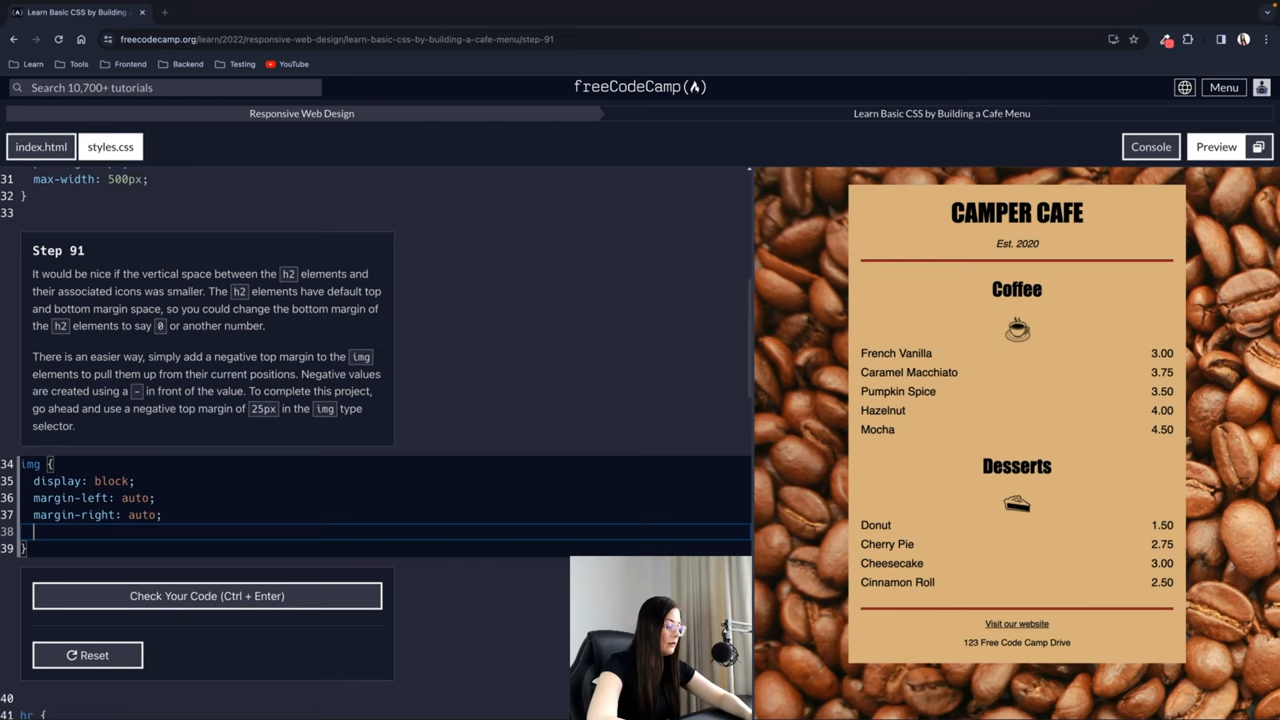 Learn Basic CSS by Building
freecodecamp.org/learn/2022/responsive-web-design/learn-basic-css-by-building-a-cafe-menu/step-91
Learn Tools Frontend Backend Testing YouTube
Search 10,700+ tutorials
freeCodeCamp
Menu
Responsive Web Design
Learn Basic CSS by Building a Cafe Menu
index.html styles.css
Console Preview
31 max-width: 500px;
32 }
33
Step 91
It would be nice if the vertical space between the h2 elements and
their associated icons was smaller. The h2 elements have default top
and bottom margin space, so you could change the bottom margin of
the h2 elements to say 0 or another number.
There is an easier way, simply add a negative top margin to the img
elements to pull them up from their current positions. Negative values
are created using a - in front of the value. To complete this project,
go ahead and use a negative top margin of 25px in the img type
selector.
34 img {
35 display: block;
36 margin-left: auto;
37 margin-right: auto;
38
39 }
Check Your Code (Ctrl + Enter)
Reset
40
41 hr {
CAMPER CAFE
Est. 2020
Coffee
French Vanilla 3.00
Caramel Macchiato 3.75
Pumpkin Spice 3.50
Hazelnut 4.00
Mocha 4.50
Desserts
Donut 1.50
Cherry Pie 2.75
Cheesecake 3.00
Cinnamon Roll 2.50
Visit our website
123 Free Code Camp Drive